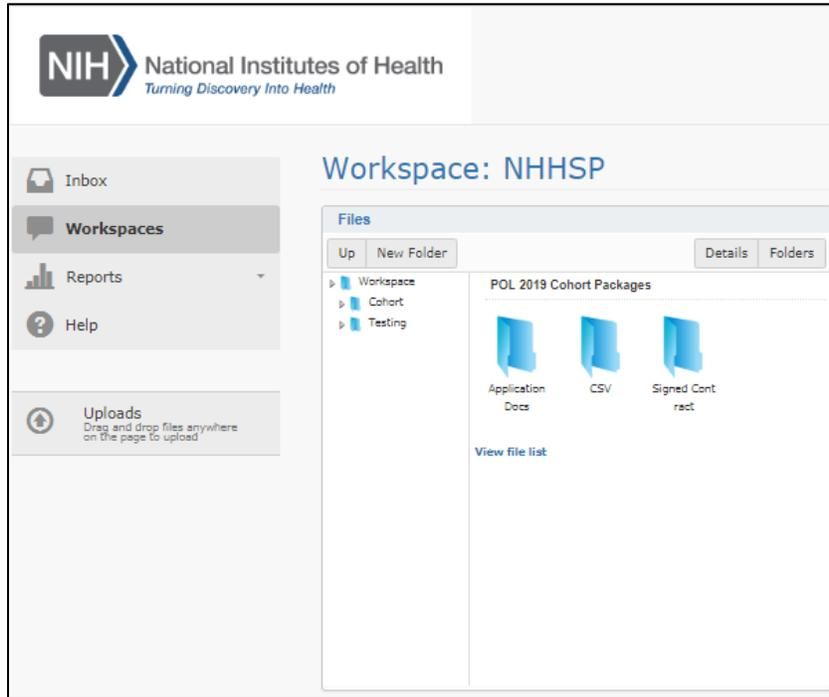 NIH National Institutes of Health
Turning Discovery Into Health
Inbox
Workspaces
Reports
Help
Uploads
Drag and drop files anywhere
on the page to upload
Workspace: NHHSP
Files
Up New Folder Details Folders
Workspace
Cohort
Testing
POL 2019 Cohort Packages
Application
Docs
CSV
Signed Cont
ract
View file list